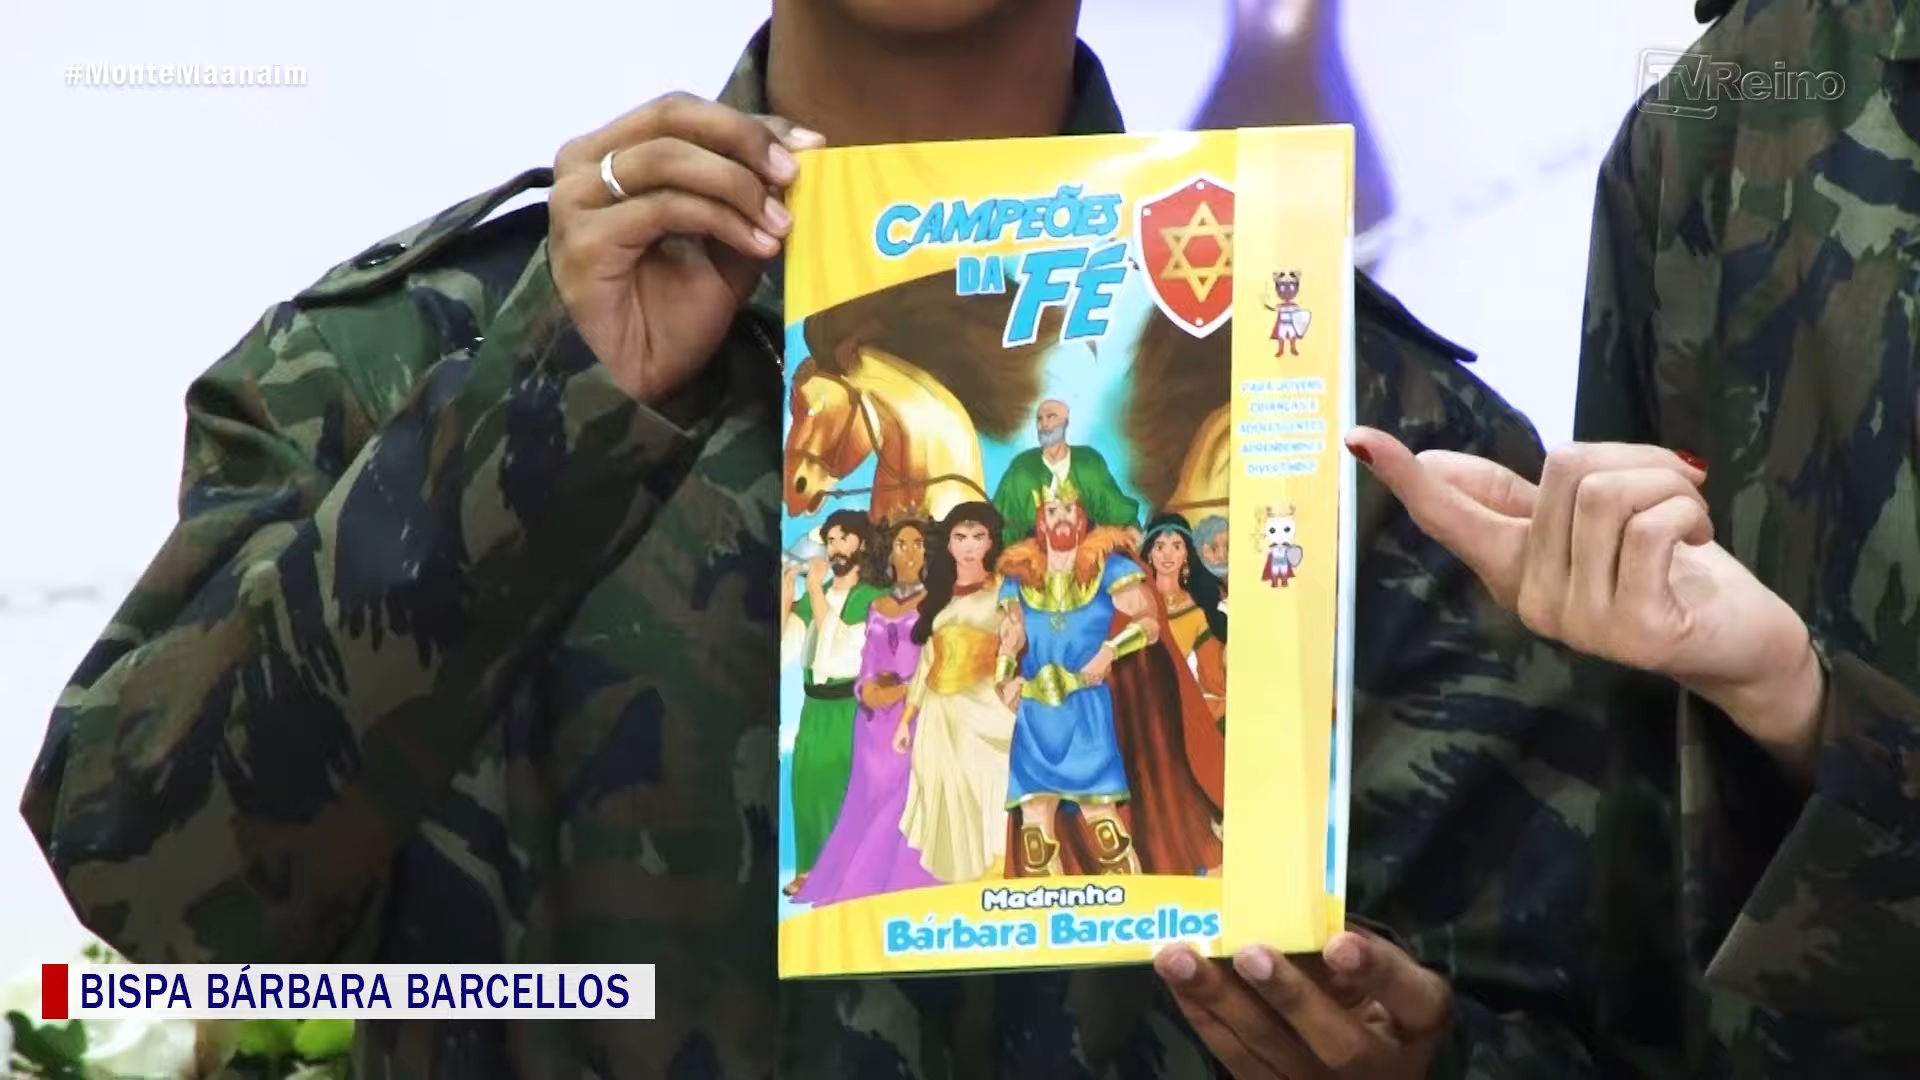 #MonteMaanaim
TVReino
CAMPEÕES
DA FÉ
PARA JOVENS
CRIANÇAS E
ADOLESCENTES
APRENDENDO E
DIVERTINDO
Madrinha
Bárbara Barcellos
BISPA BÁRBARA BARCELLOS